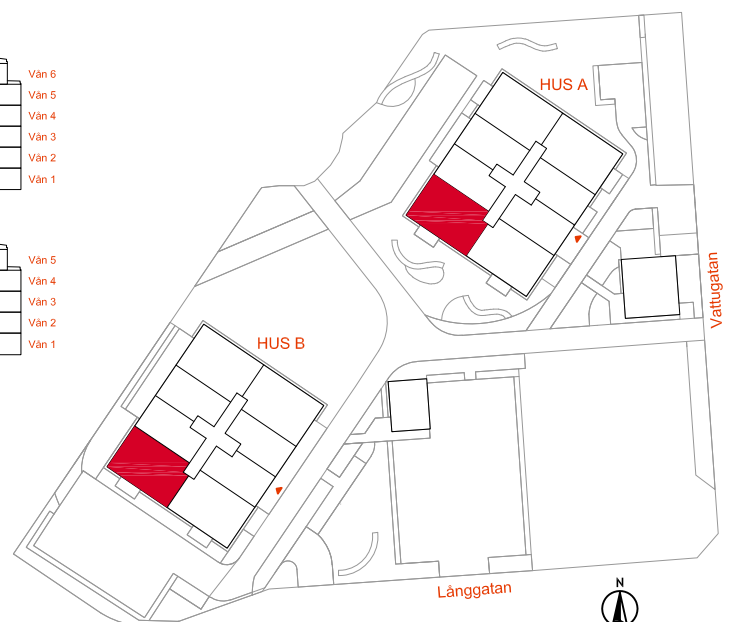 Vån 6
Vån 5
Vån 4
Vån 3
Vån 2
Vån 1
HUS A
Vattugatan
Vån 5
Vån 4
Vån 3
Vån 2
Vån 1
HUS B
Långgatan
N